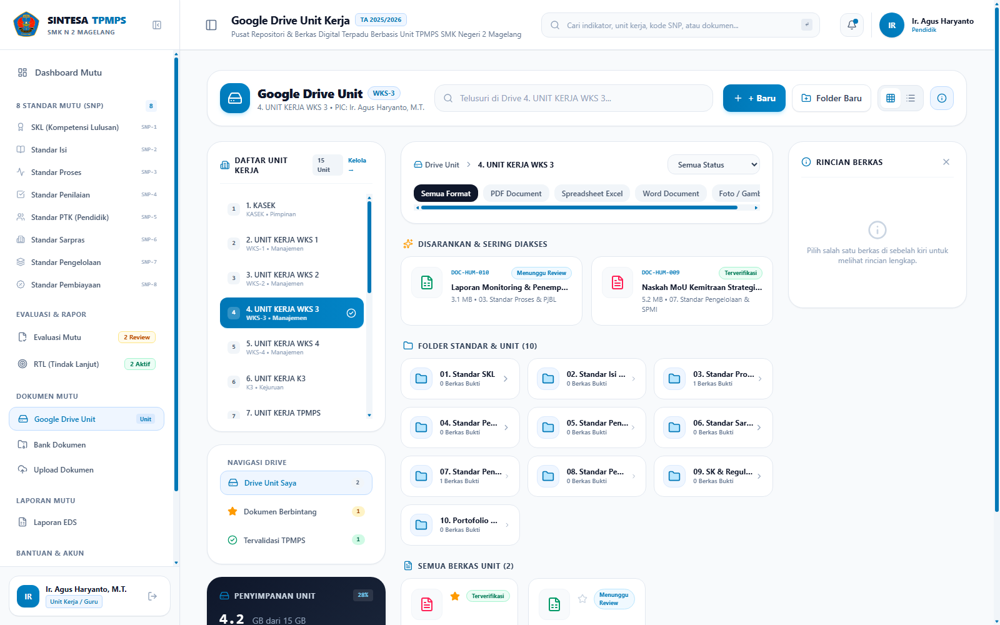 SINTESA TPMPS
SMK N 2 MAGELANG
Google Drive Unit Kerja
TA 2025/2026
Pusat Repositori & Berkas Digital Terpadu Berbasis Unit TPMPS SMK Negeri 2 Magelang
Cari indikator, unit kerja, kode SNP, atau dokumen...
IR
Ir. Agus Haryanto
Pendidik
Dashboard Mutu
8 STANDAR MUTU (SNP)
8
SKL (Kompetensi Lulusan)
SNP-1
Standar Isi
SNP-2
Standar Proses
SNP-3
Standar Penilaian
SNP-4
Standar PTK (Pendidik)
SNP-5
Standar Sarpras
SNP-6
Standar Pengelolaan
SNP-7
Standar Pembiayaan
SNP-8
EVALUASI & RAPOR
Evaluasi Mutu
2 Review
RTL (Tindak Lanjut)
2 Aktif
DOKUMEN MUTU
Google Drive Unit
Unit
Bank Dokumen
Upload Dokumen
LAPORAN MUTU
Laporan EDS
BANTUAN & AKUN
IR
Ir. Agus Haryanto, M.T.
Unit Kerja / Guru
Google Drive Unit
WKS-3
4. UNIT KERJA WKS 3 • PIC: Ir. Agus Haryanto, M.T.
Telusuri di Drive 4. UNIT KERJA WKS 3...
+ Baru
Folder Baru
DAFTAR UNIT KERJA
15 Unit
Kelola →
1
1. KASEK
KASEK • Pimpinan
2
2. UNIT KERJA WKS 1
WKS-1 • Manajemen
3
3. UNIT KERJA WKS 2
WKS-2 • Manajemen
4
4. UNIT KERJA WKS 3
WKS-3 • Manajemen
5
5. UNIT KERJA WKS 4
WKS-4 • Manajemen
6
6. UNIT KERJA K3
K3 • Kejuruan
7
7. UNIT KERJA TPMPS
NAVIGASI DRIVE
Drive Unit Saya
2
Dokumen Berbintang
1
Tervalidasi TPMPS
1
PENYIMPANAN UNIT
28%
4.2 GB dari 15 GB
Drive Unit
4. UNIT KERJA WKS 3
Semua Status
Semua Format
PDF Document
Spreadsheet Excel
Word Document
Foto / Gamb
DISARANKAN & SERING DIAKSES
DOC-HUM-010
Menunggu Review
Laporan Monitoring & Penemp...
3.1 MB • 03. Standar Proses & PjBL
DOC-HUM-009
Terverifikasi
Naskah MoU Kemitraan Strategi...
5.2 MB • 07. Standar Pengelolaan &
SPMI
FOLDER STANDAR & UNIT (10)
01. Standar SKL
0 Berkas Bukti
02. Standar Isi ...
0 Berkas Bukti
03. Standar Pro...
1 Berkas Bukti
04. Standar Pe...
0 Berkas Bukti
05. Standar Pen...
0 Berkas Bukti
06. Standar Sar...
0 Berkas Bukti
07. Standar Pen...
1 Berkas Bukti
08. Standar Pe...
0 Berkas Bukti
09. SK & Regul...
0 Berkas Bukti
10. Portofolio ...
0 Berkas Bukti
SEMUA BERKAS UNIT (2)
Terverifikasi
Menunggu
Review
RINCIAN BERKAS
Pilih salah satu berkas di sebelah kiri untuk
melihat rincian lengkap.